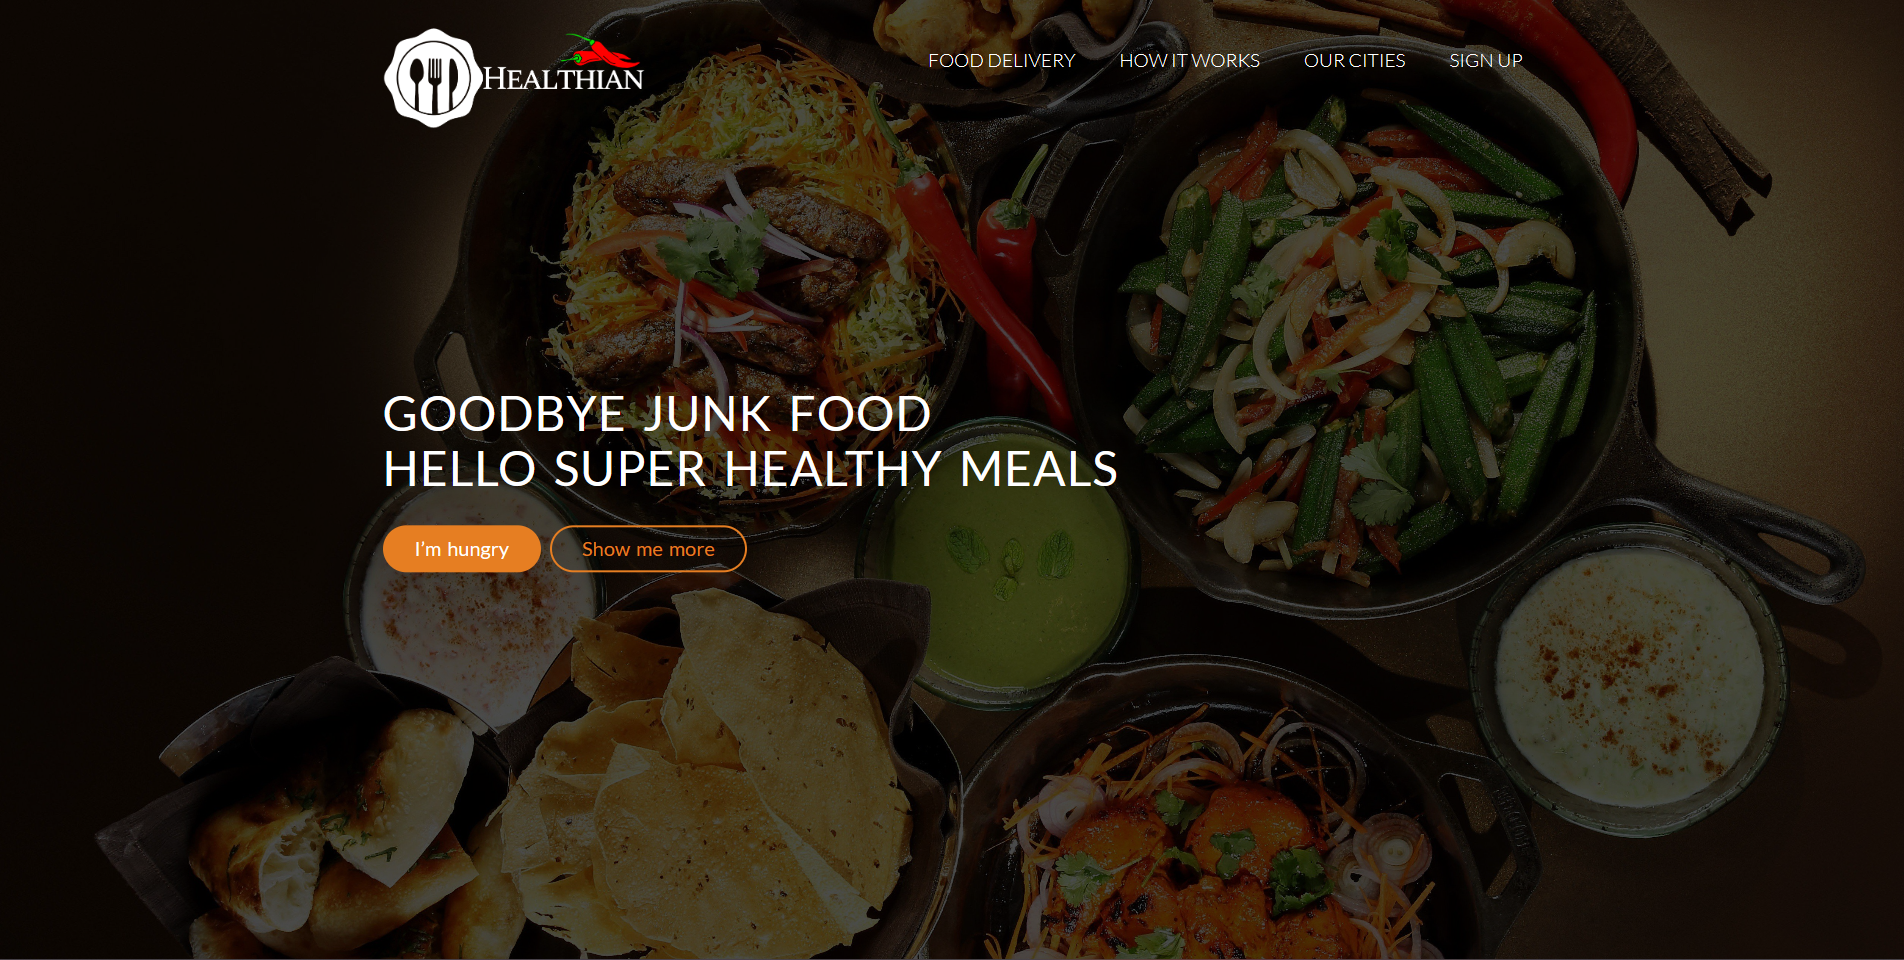 HEALTHIAN
FOOD DELIVERY
HOW IT WORKS
OUR CITIES
SIGN UP
GOODBYE JUNK FOOD
HELLO SUPER HEALTHY MEALS
I'm hungry
Show me more